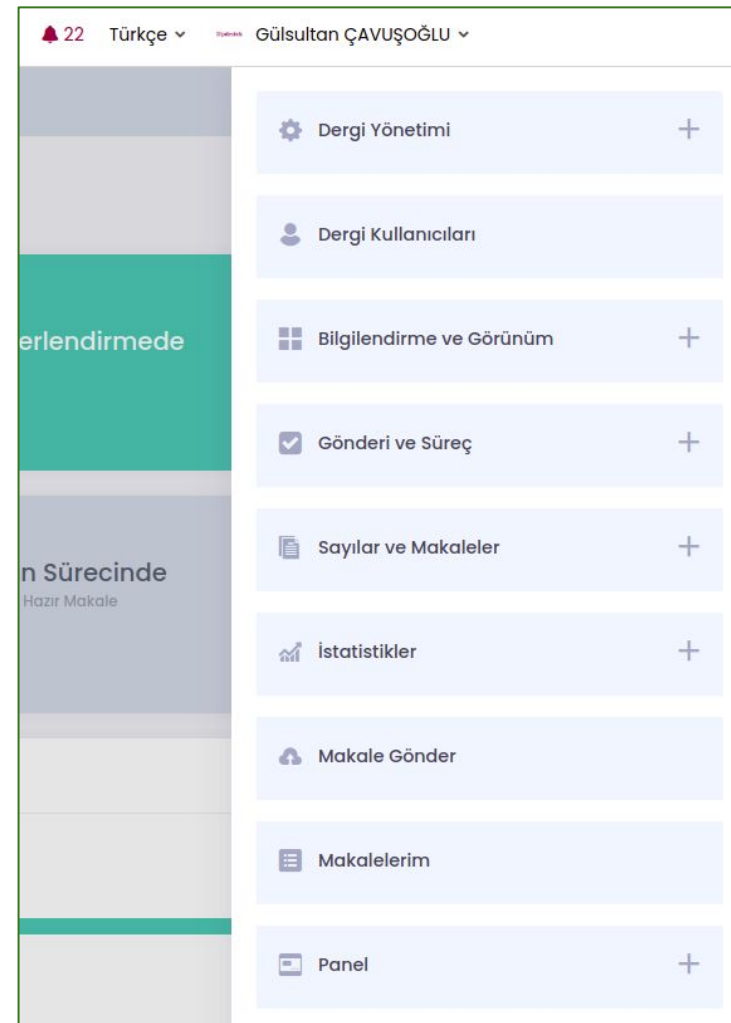 22 Türkçe Gülsultan ÇAVUŞOĞLU
Dergi Yönetimi
Dergi Kullanıcıları
erlendirmede
Bilgilendirme ve Görünüm
Gönderi ve Süreç
Sayılar ve Makaleler
n Sürecinde
Hazır Makale
İstatistikler
Makale Gönder
Makalelerim
Panel